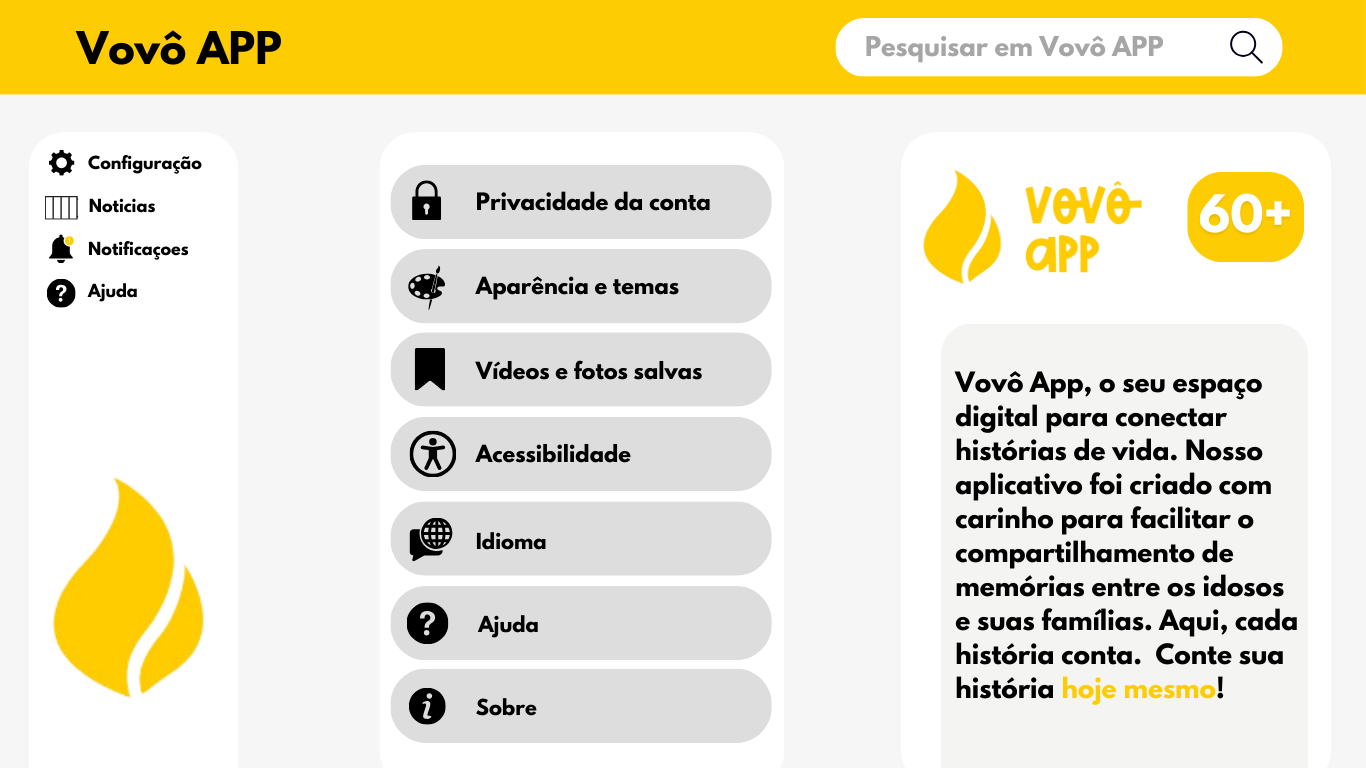 Vovô APP
Pesquisar em Vovô APP
Configuração
Noticias
Notificaçoes
Ajuda
Privacidade da conta
Aparência e temas
Vídeos e fotos salvas
Acessibilidade
Idioma
Ajuda
Sobre
VOVÔ
APP
60+
Vovô App, o seu espaço
digital para conectar
histórias de vida. Nosso
aplicativo foi criado com
carinho para facilitar o
compartilhamento de
memórias entre os idosos
e suas famílias. Aqui, cada
história conta.  Conte sua
história hoje mesmo!